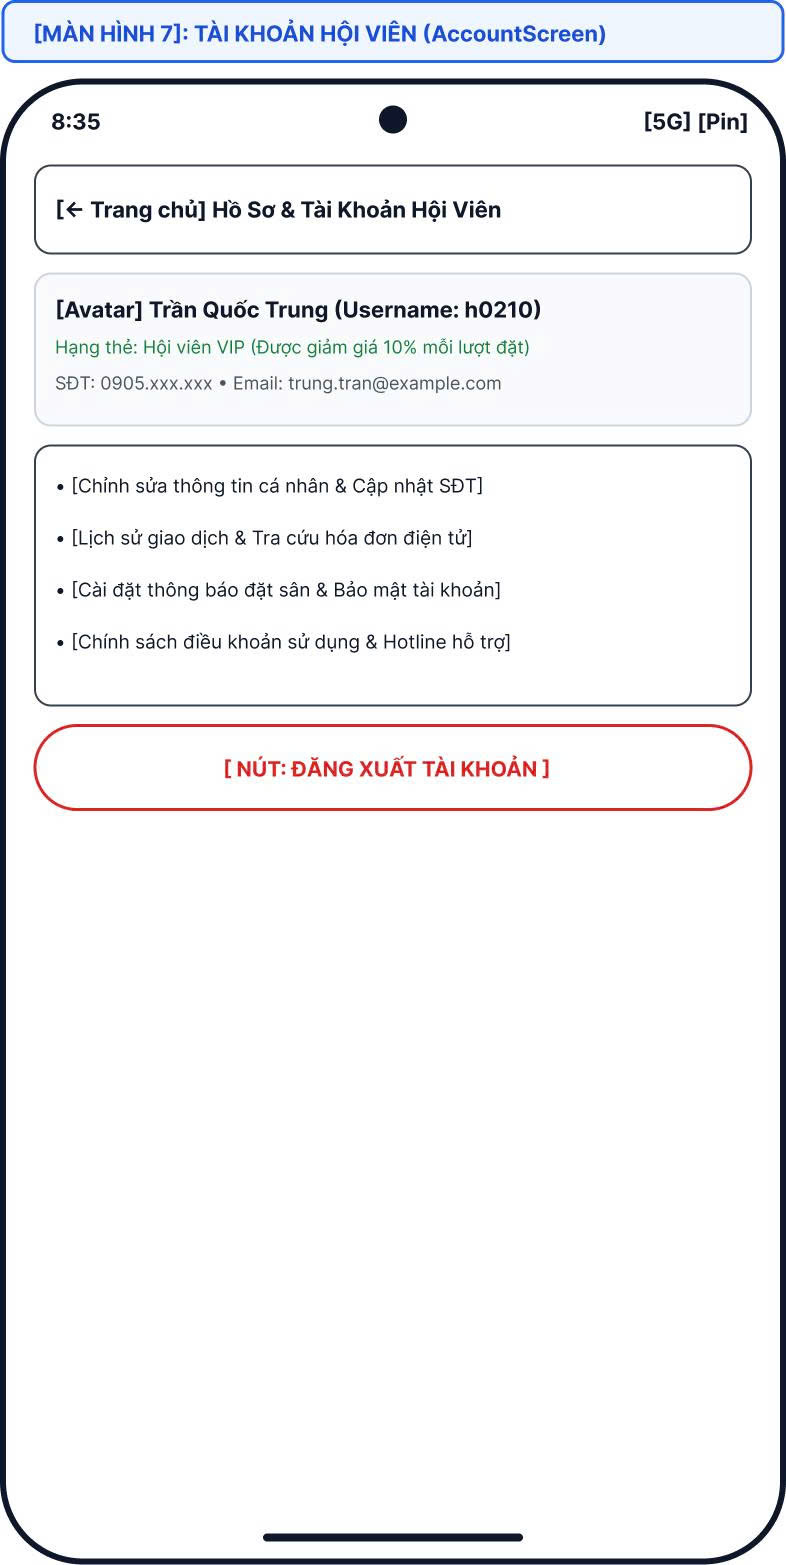 [MÀN HÌNH 7]: TÀI KHOẢN HỘI VIÊN (AccountScreen)
8:35
[5G] [Pin]
[← Trang chủ] Hồ Sơ & Tài Khoản Hội Viên
[Avatar] Trần Quốc Trung (Username: h0210)
Hạng thẻ: Hội viên VIP (Được giảm giá 10% mỗi lượt đặt)
SĐT: 0905.xxx.xxx • Email: trung.tran@example.com
• [Chỉnh sửa thông tin cá nhân & Cập nhật SĐT]
• [Lịch sử giao dịch & Tra cứu hóa đơn điện tử]
• [Cài đặt thông báo đặt sân & Bảo mật tài khoản]
• [Chính sách điều khoản sử dụng & Hotline hỗ trợ]
[ NÚT: ĐĂNG XUẤT TÀI KHOẢN ]